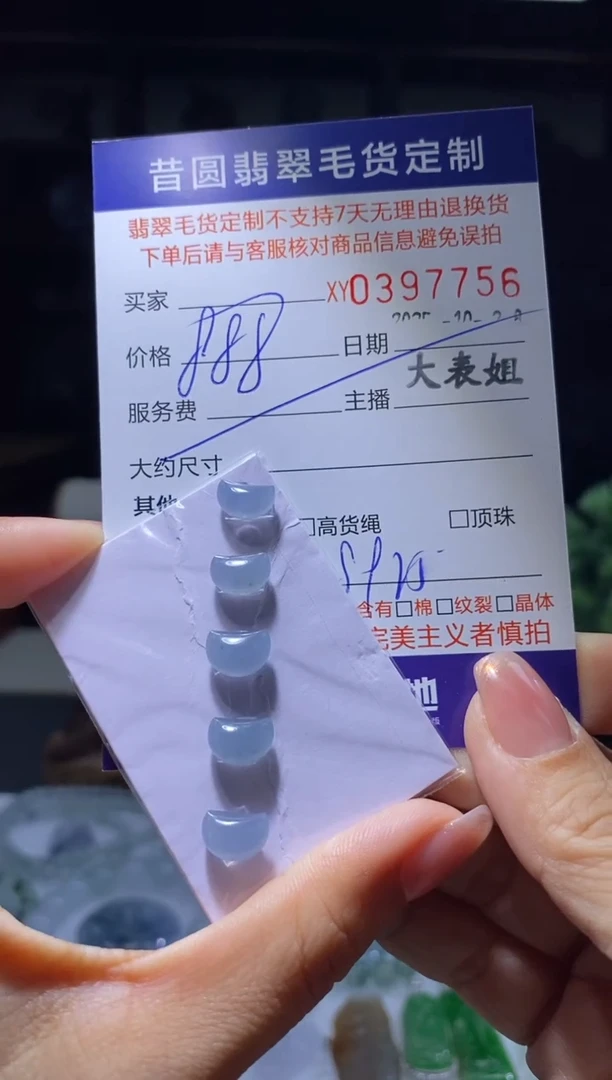 昔圆翡翠毛货定制
翡翠毛货定制不支持7天无理由退换货
下单后请与客服核对商品信息避免误拍
买家 XY0397756
价格 888 日期
服务费 主播 大表姐
大约尺寸
其他
□高货绳 □顶珠
含有□棉□纹裂□晶体
完美主义者慎拍
地